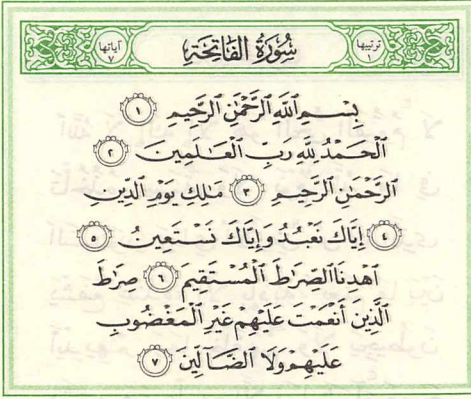 ترتيبها ١ سُورَةُ الفَاتِحَةِ آياتها ٧
بِسْمِ ٱللَّهِ ٱلرَّحْمَٰنِ ٱلرَّحِيمِ ١
ٱلْحَمْدُ لِلَّهِ رَبِّ ٱلْعَٰلَمِينَ ٢
ٱلرَّحْمَٰنِ ٱلرَّحِيمِ ٣ مَٰلِكِ يَوْمِ ٱلدِّينِ
٤ إِيَّاكَ نَعْبُدُ وَإِيَّاكَ نَسْتَعِينُ ٥
ٱهْدِنَا ٱلصِّرَٰطَ ٱلْمُسْتَقِيمَ ٦ صِرَٰطَ
ٱلَّذِينَ أَنْعَمْتَ عَلَيْهِمْ غَيْرِ ٱلْمَغْضُوبِ
عَلَيْهِمْ وَلَا ٱلضَّآلِّينَ ٧